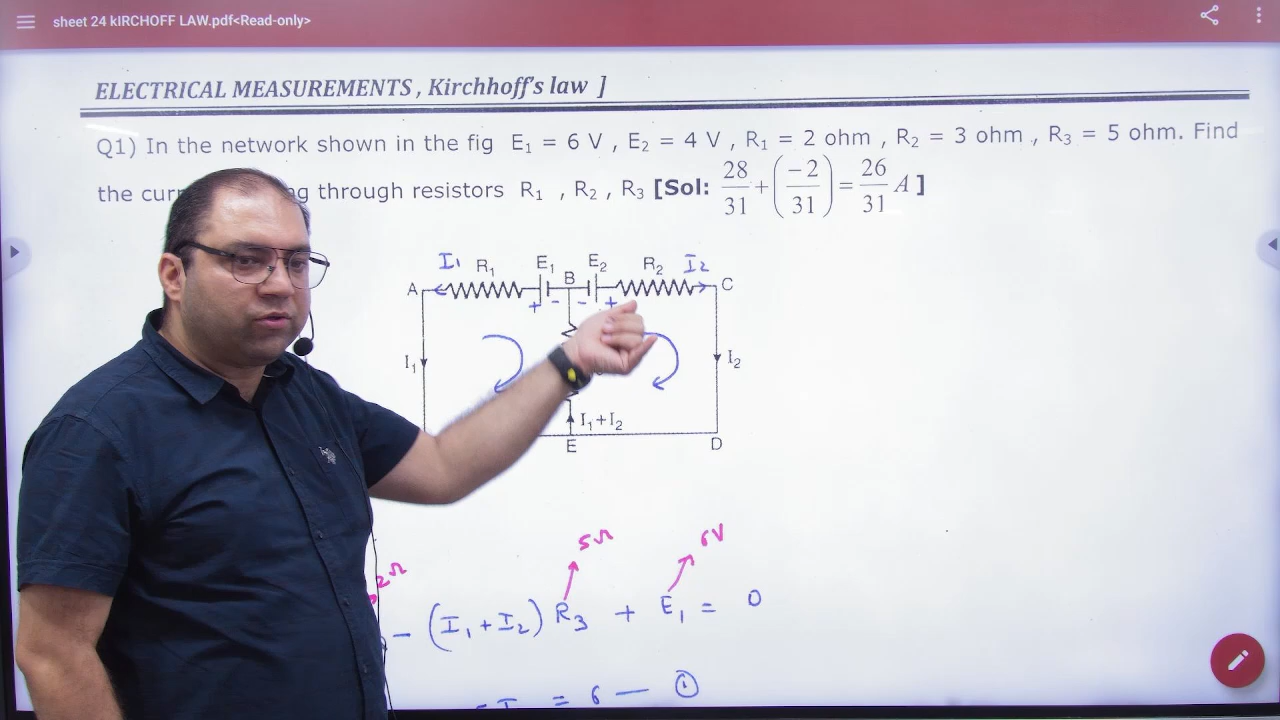 sheet 24 kIRCHOFF LAW.pdf<Read-only>
ELECTRICAL MEASUREMENTS , Kirchhoff's law ]
Q1) In the network shown in the fig E₁ = 6 V , E₂ = 4 V , R₁ = 2 ohm , R₂ = 3 ohm , R₃ = 5 ohm. Find
the through resistors R₁ , R₂ , R₃ [Sol: 28/31 + (-2/31) = 26/31 A ]
I₁ R₁ E₁ B E₂ R₂ I₂
A C
+ - - +
I₁ I₂
I₁+I₂
E D
5Ω 6V
2Ω
- (I₁+I₂) R₃ + E₁ = 0
= 6 — ①